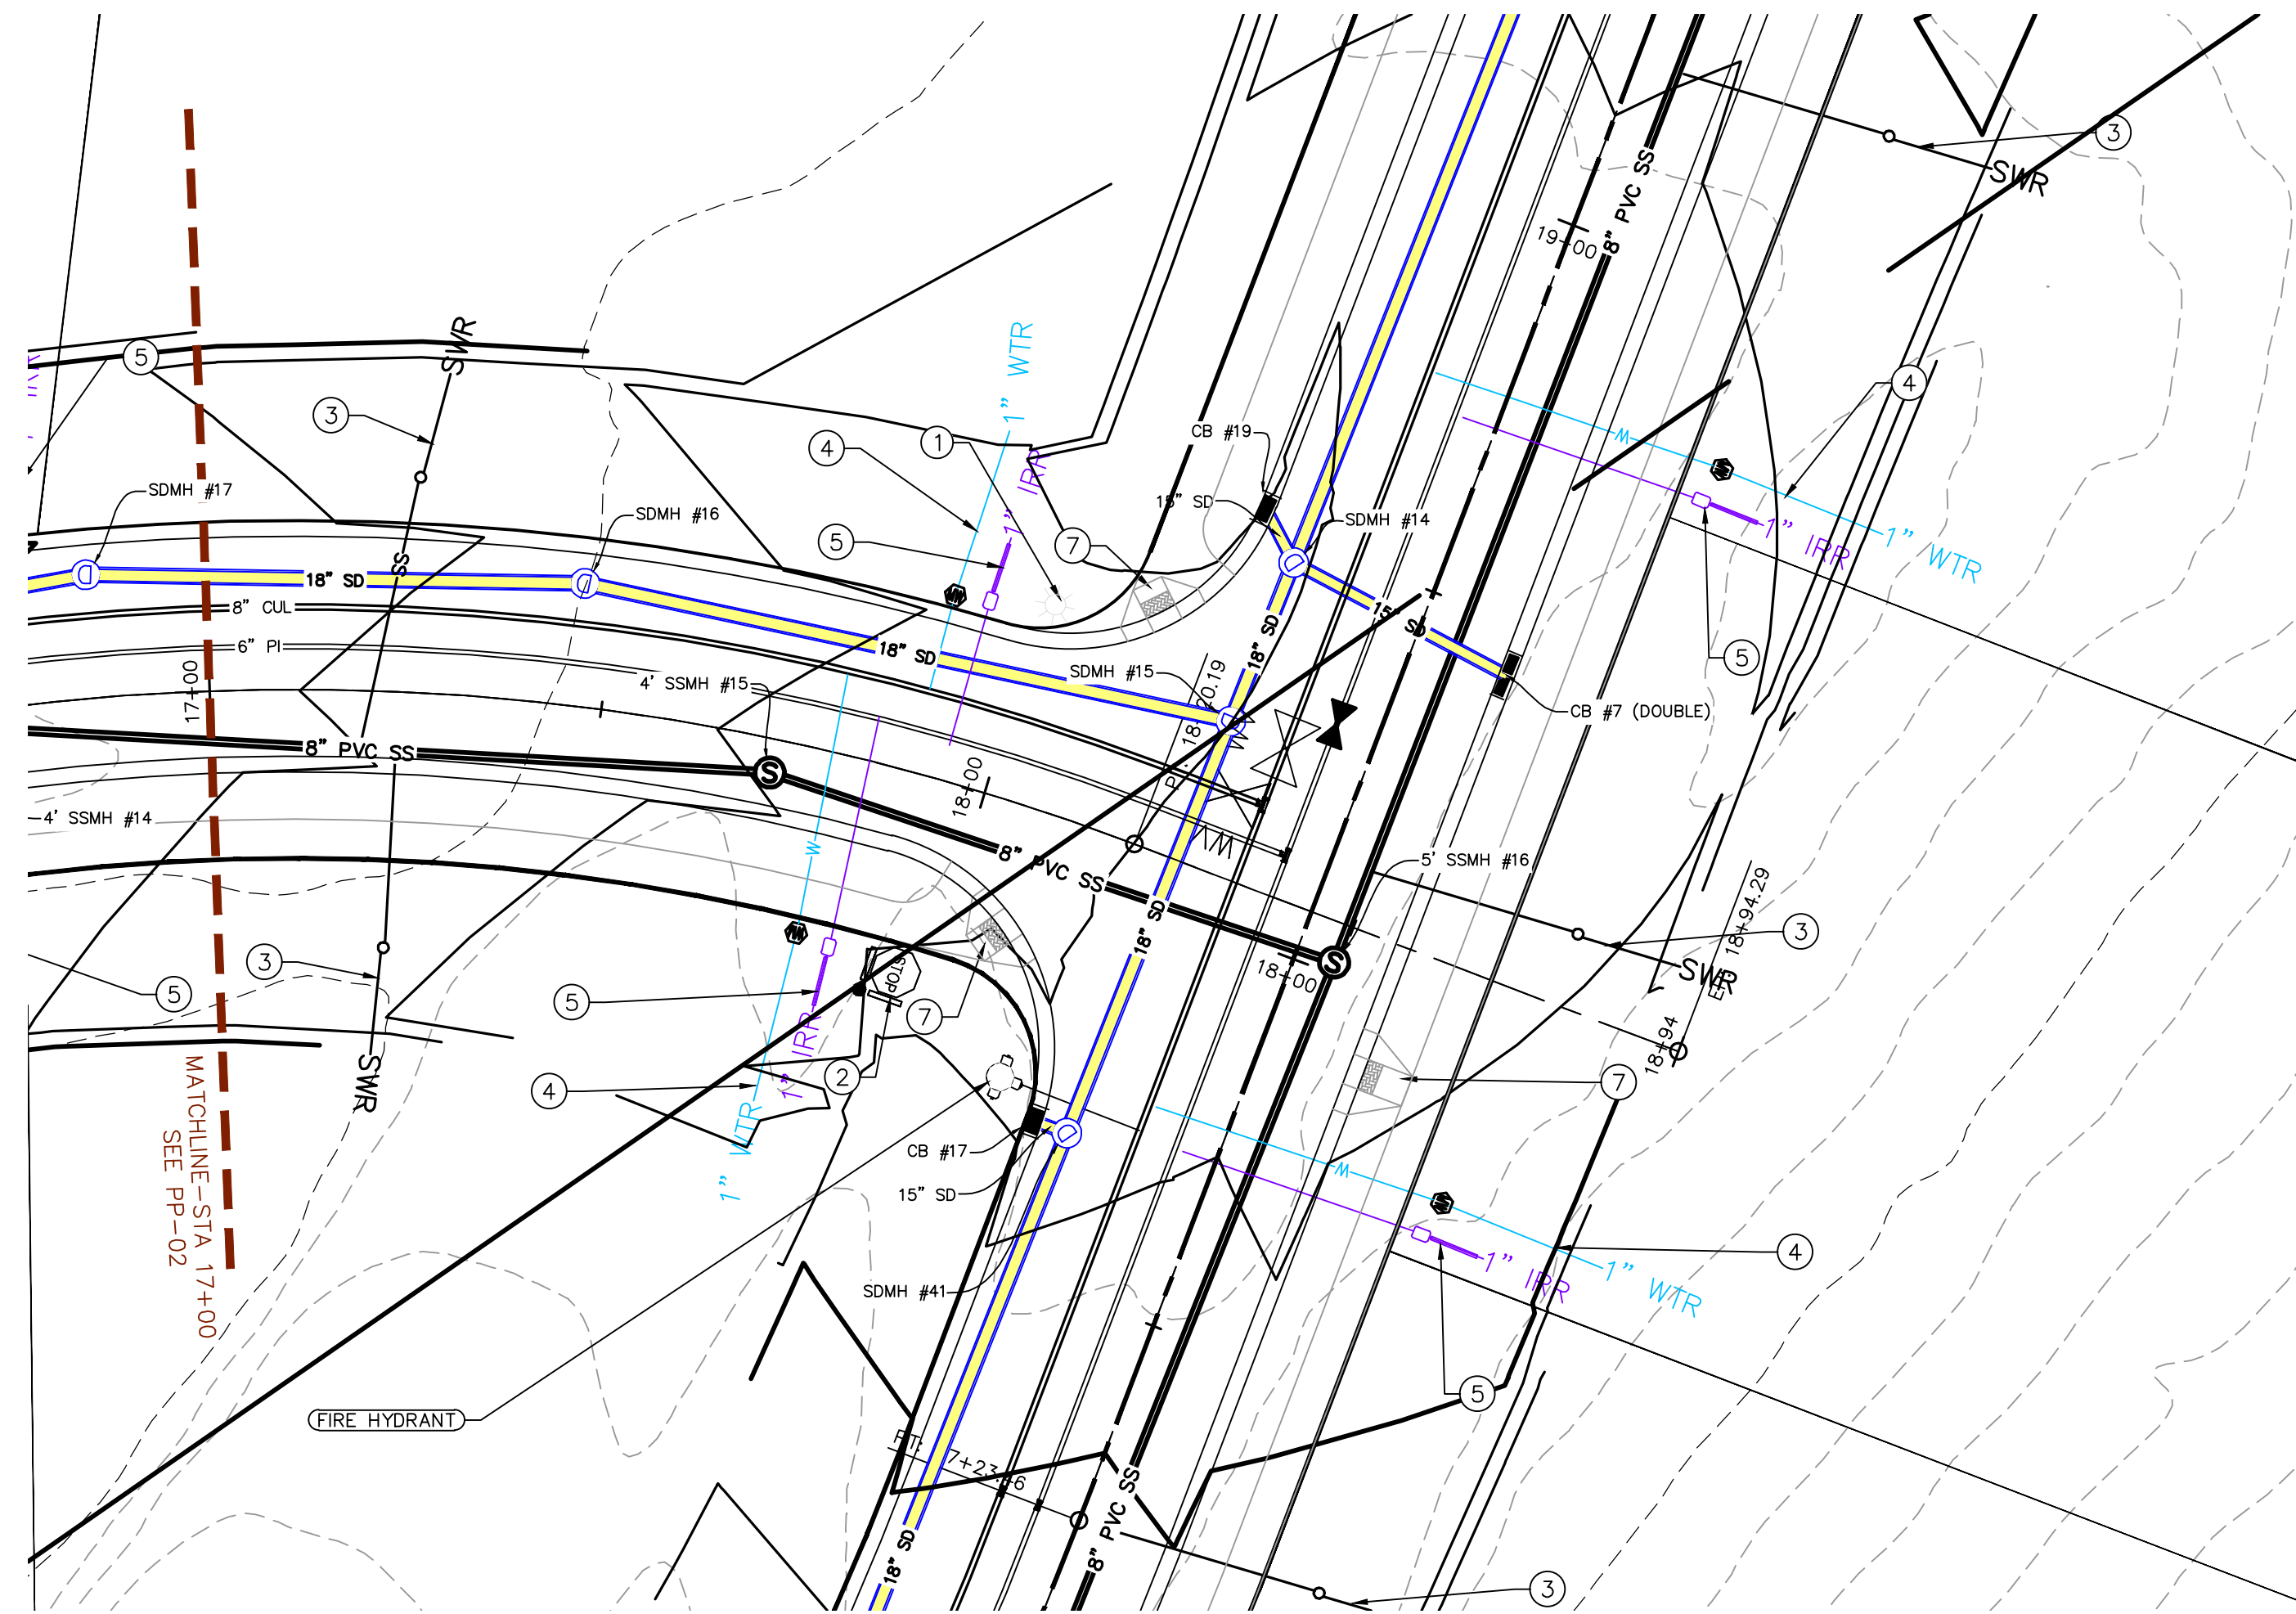 3
SWR
8" PVC SS
19+00
SWR
5
3
4
1" WTR
4
1
1" IRR
CB #19
W
4
SDMH #17
SDMH #16
15" SD
SDMH #14
5
7
1" IRR
1" WTR
SS
18" SD
8" CUL
6" PI
18" SD
18" SD
15" SD
5
17+00
4' SSMH #15
SDMH #15
CB #7 (DOUBLE)
8" PVC SS
S
18+00
4' SSMH #14
W
8" PVC SS
18" SD
5' SSMH #16
3
SWR
18+94.29
18+94
18+00
S
3
5
5
STOP
7
1" IRR
2
4
1" WTR
SWR
7
MATCHLINE-STA 17+00
SEE PP-02
CB #17
15" SD
W
SDMH #41
1" IRR
1" WTR
4
5
FIRE HYDRANT
8" PVC SS
18" SD
3